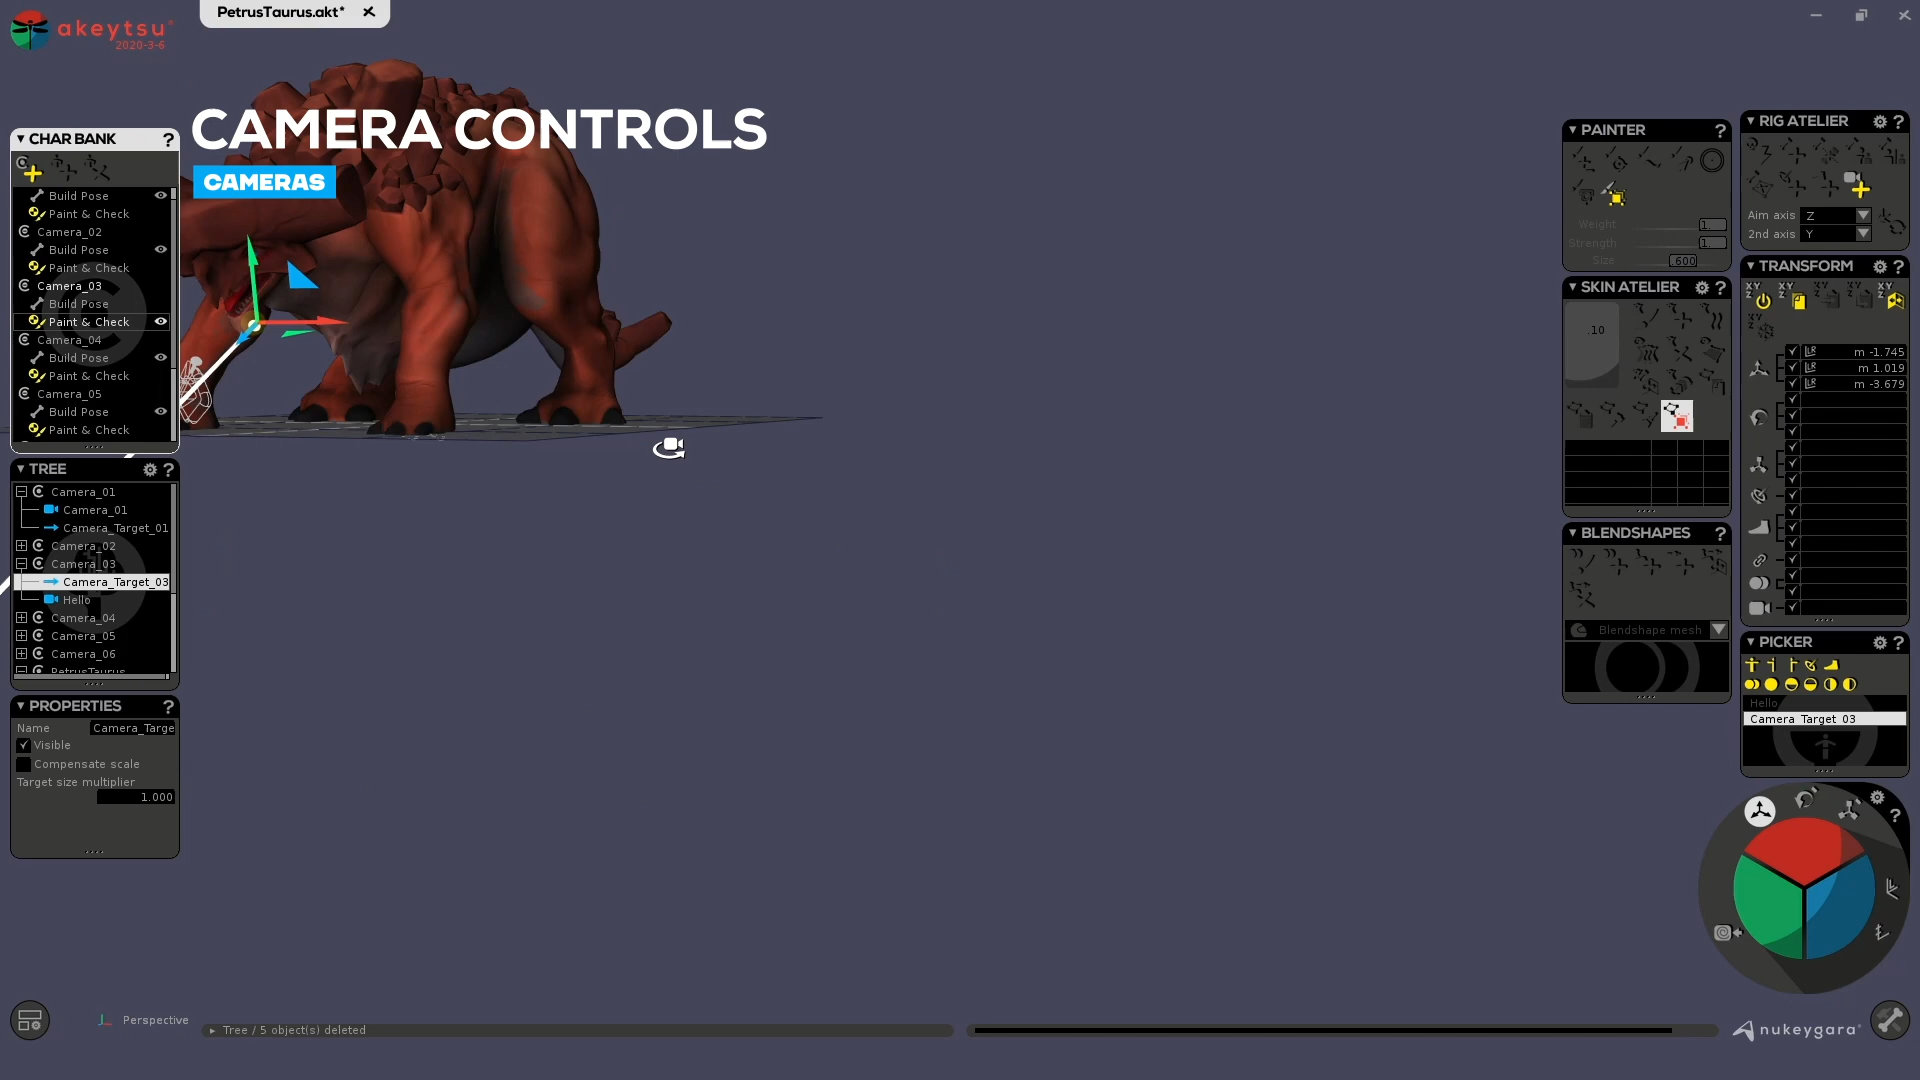 PetrusTaurus.akt*
akeytsu
2020-3-6
CAMERA CONTROLS
CAMERAS
CHAR BANK ?
Build Pose
Paint & Check
Camera_02
Build Pose
Paint & Check
Camera_03
Build Pose
Paint & Check
Camera_04
Build Pose
Paint & Check
Camera_05
Build Pose
Paint & Check
TREE ?
Camera_01
Camera_01
Camera_Target_01
Camera_02
Camera_03
Camera_Target_03
Hello
Camera_04
Camera_05
Camera_06
PetrusTaurus
PROPERTIES ?
Name Camera_Targe
Visible
Compensate scale
Target size multiplier
1.000
Perspective
Tree / 5 object(s) deleted
PAINTER ?
Weight 1.
Strength 1.
Size .600
SKIN ATELIER ?
.10
BLENDSHAPES ?
Blendshape mesh
RIG ATELIER ?
Aim axis Z
2nd axis Y
TRANSFORM ?
m -1.745
m 1.019
m -3.679
PICKER ?
Hello
Camera_Target_03
?
nukeygara